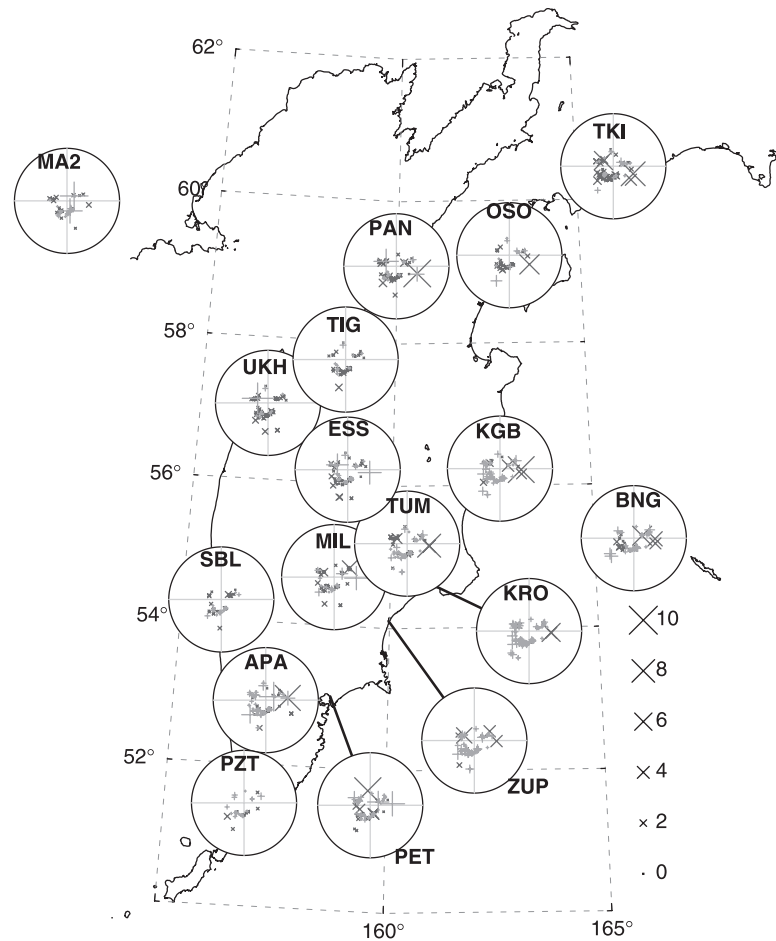 62°
TKI
MA2
60°
OSO
PAN
58°
TIG
UKH
ESS
KGB
56°
BNG
TUM
MIL
SBL
KRO
54°
10
8
APA
6
52°
PZT
4
ZUP
2
PET
0
160°
165°